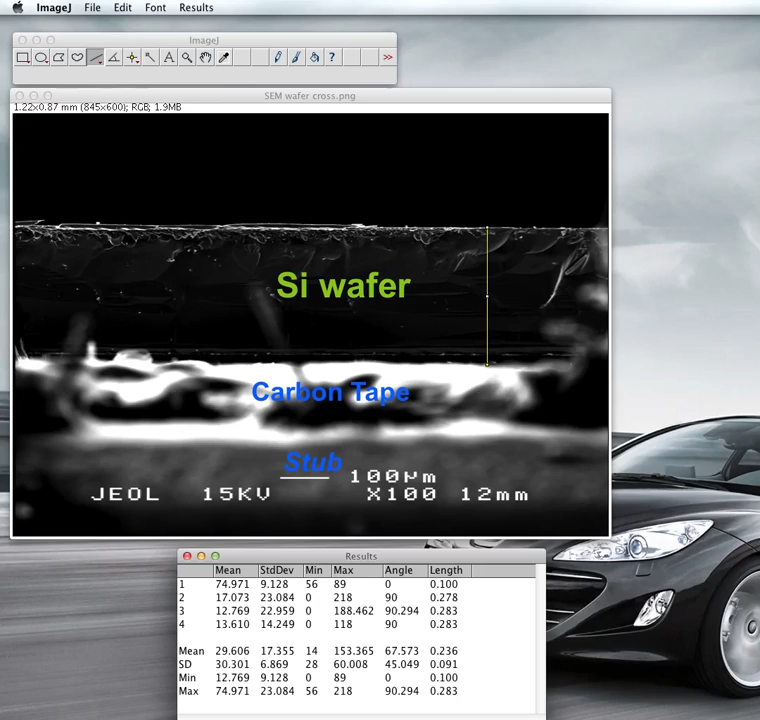 ImageJ File Edit Font Results
ImageJ
A ? >>
SEM wafer cross.png
1.22x0.87 mm (845x600); RGB; 1.9MB
Si wafer
Carbon Tape
Stub
100μm
JEOL 15KV X100 12mm
Results
Mean StdDev Min Max Angle Length
1 74.971 9.128 56 89 0 0.100
2 17.073 23.084 0 218 90 0.278
3 12.769 22.959 0 188.462 90.294 0.283
4 13.610 14.249 0 118 90 0.283
Mean 29.606 17.355 14 153.365 67.573 0.236
SD 30.301 6.869 28 60.008 45.049 0.091
Min 12.769 9.128 0 89 0 0.100
Max 74.971 23.084 56 218 90.294 0.283